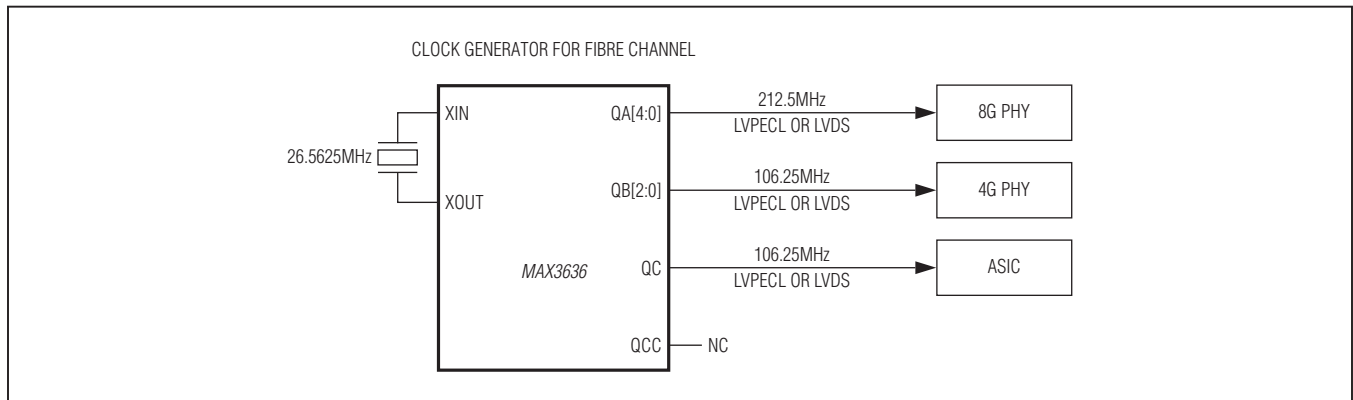 CLOCK GENERATOR FOR FIBRE CHANNEL
XIN
QA[4:0]
212.5MHz
LVPECL OR LVDS
8G PHY
26.5625MHz
XOUT
QB[2:0]
106.25MHz
LVPECL OR LVDS
4G PHY
MAX3636
QC
106.25MHz
LVPECL OR LVDS
ASIC
QCC
NC